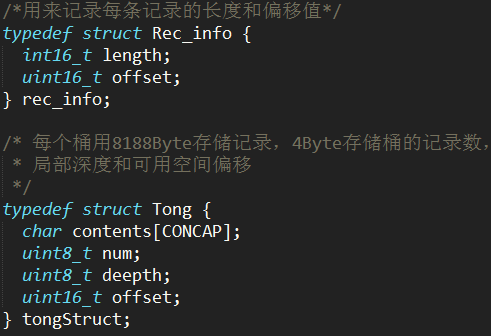 /*用来记录每条记录的长度和偏移值*/
typedef struct Rec_info {
  int16_t length;
  uint16_t offset;
} rec_info;

/* 每个桶用8188Byte存储记录，4Byte存储桶的记录数，
 * 局部深度和可用空间偏移
 */
typedef struct Tong {
  char contents[CONCAP];
  uint8_t num;
  uint8_t deepth;
  uint16_t offset;
} tongStruct;